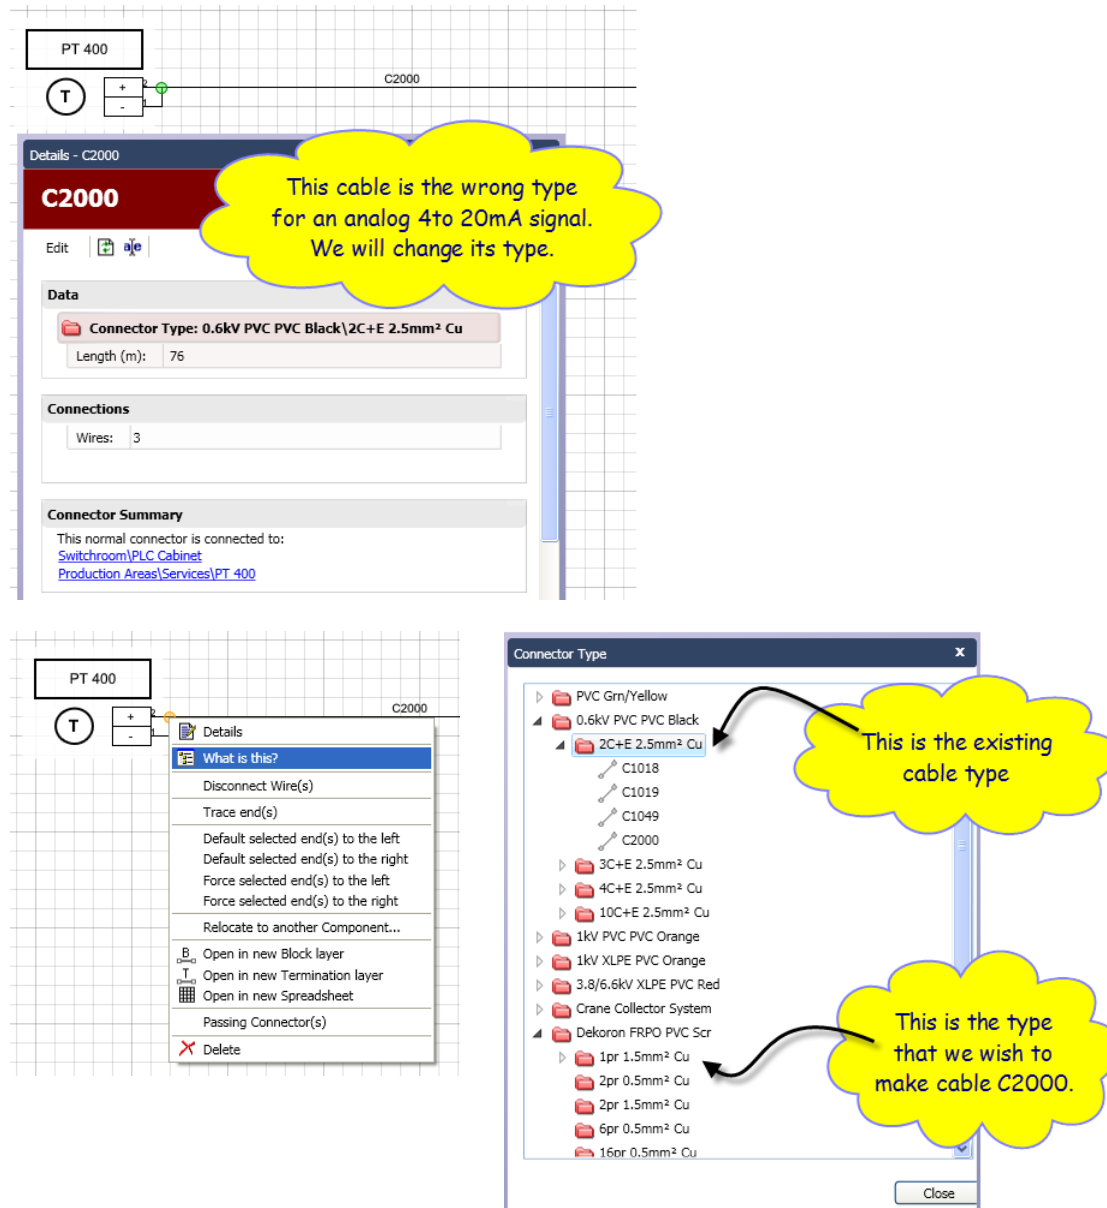 PT 400
C2000
2
+
T
1
-
Details - C2000
C2000
This cable is the wrong type
for an analog 4to 20mA signal.
We will change its type.
Edit
Data
Connector Type: 0.6kV PVC PVC Black\2C+E 2.5mm² Cu
Length (m): 76
Connections
Wires: 3
Connector Summary
This normal connector is connected to:
Switchroom\PLC Cabinet
Production Areas\Services\PT 400
PT 400
C2000
2
+
T
1
-
Details
What is this?
Disconnect Wire(s)
Trace end(s)
Default selected end(s) to the left
Default selected end(s) to the right
Force selected end(s) to the left
Force selected end(s) to the right
Relocate to another Component...
B Open in new Block layer
T Open in new Termination layer
Open in new Spreadsheet
Passing Connector(s)
Delete
Connector Type x
PVC Grn/Yellow
0.6kV PVC PVC Black
2C+E 2.5mm² Cu
C1018
C1019
C1049
C2000
3C+E 2.5mm² Cu
4C+E 2.5mm² Cu
10C+E 2.5mm² Cu
1kV PVC PVC Orange
1kV XLPE PVC Orange
3.8/6.6kV XLPE PVC Red
Crane Collector System
Dekoron FRPO PVC Scr
1pr 1.5mm² Cu
2pr 0.5mm² Cu
2pr 1.5mm² Cu
6pr 0.5mm² Cu
16pr 0.5mm² Cu
Close
This is the existing
cable type
This is the type
that we wish to
make cable C2000.